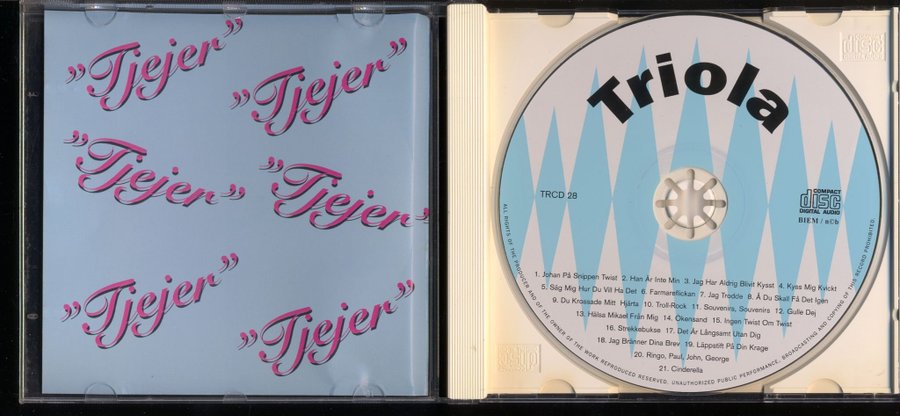 "Tjejer"
"Tjejer"
"Tjejer"
"Tjejer"
"Tjejer"
"Tjejer"
Triola
TRCD 28
COMPACT
disc
DIGITAL AUDIO
BIEM / n©b
1. Johan På Snippen Twist 2. Han Är Inte Min 3. Jag Har Aldrig Blivit Kysst 4. Kyss Mig Kvickt
5. Säg Mig Hur Du Vill Ha Det 6. Farmareflickan 7. Jag Trodde 8. Å Du Skall Få Det Igen
9. Du Krossade Mitt Hjärta 10. Troll-Rock 11. Souvenirs, Souvenirs 12. Gulle Dej
13. Hälsa Mikael Från Mig 14. Ökensand 15. Ingen Twist Om Twist
16. Strekkebukse 17. Det Är Långsamt Utan Dig
18. Jag Bränner Dina Brev 19. Läppstift På Din Krage
20. Ringo, Paul, John, George
21. Cinderella
ALL RIGHTS OF THE PRODUCER AND OF THE OWNER OF THE WORK REPRODUCED RESERVED. UNAUTHORIZED PUBLIC PERFORMANCE, BROADCASTING AND COPYING OF THIS RECORD PROHIBITED.
COMPACT
disc
DIGITAL AUDIO